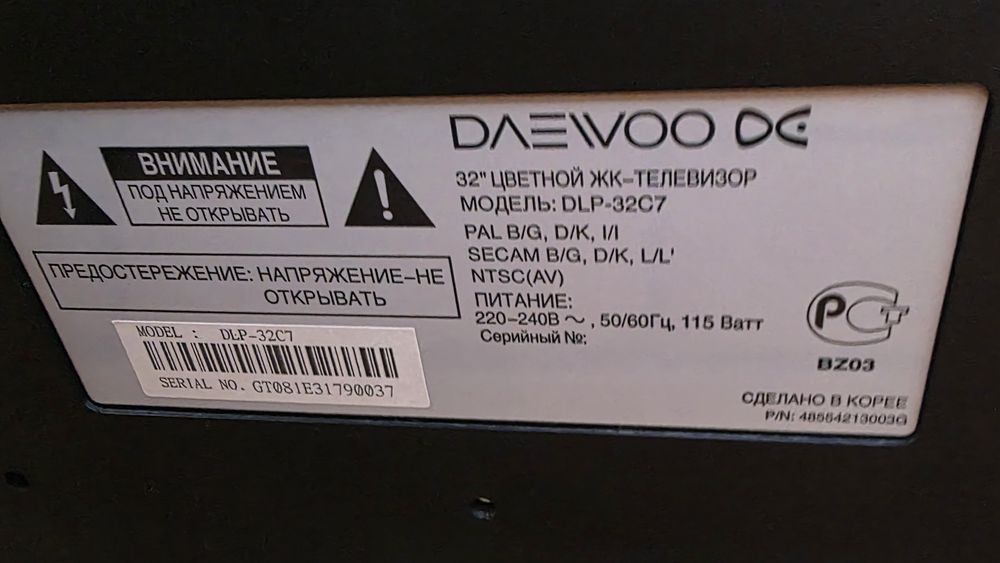 ВНИМАНИЕ
ПОД НАПРЯЖЕНИЕМ
НЕ ОТКРЫВАТЬ
ПРЕДОСТЕРЕЖЕНИЕ: НАПРЯЖЕНИЕ-НЕ
ОТКРЫВАТЬ
MODEL : DLP-32C7
SERIAL NO. GT081E31790037
DAEWOO
32" ЦВЕТНОЙ ЖК-ТЕЛЕВИЗОР
МОДЕЛЬ: DLP-32C7
PAL B/G, D/K, I/I
SECAM B/G, D/K, L/L'
NTSC(AV)
ПИТАНИЕ:
220-240В ~ , 50/60Гц, 115 Ватт
Серийный №:
РСТ
BZ03
СДЕЛАНО В КОРЕЕ
P/N: 48554213003G